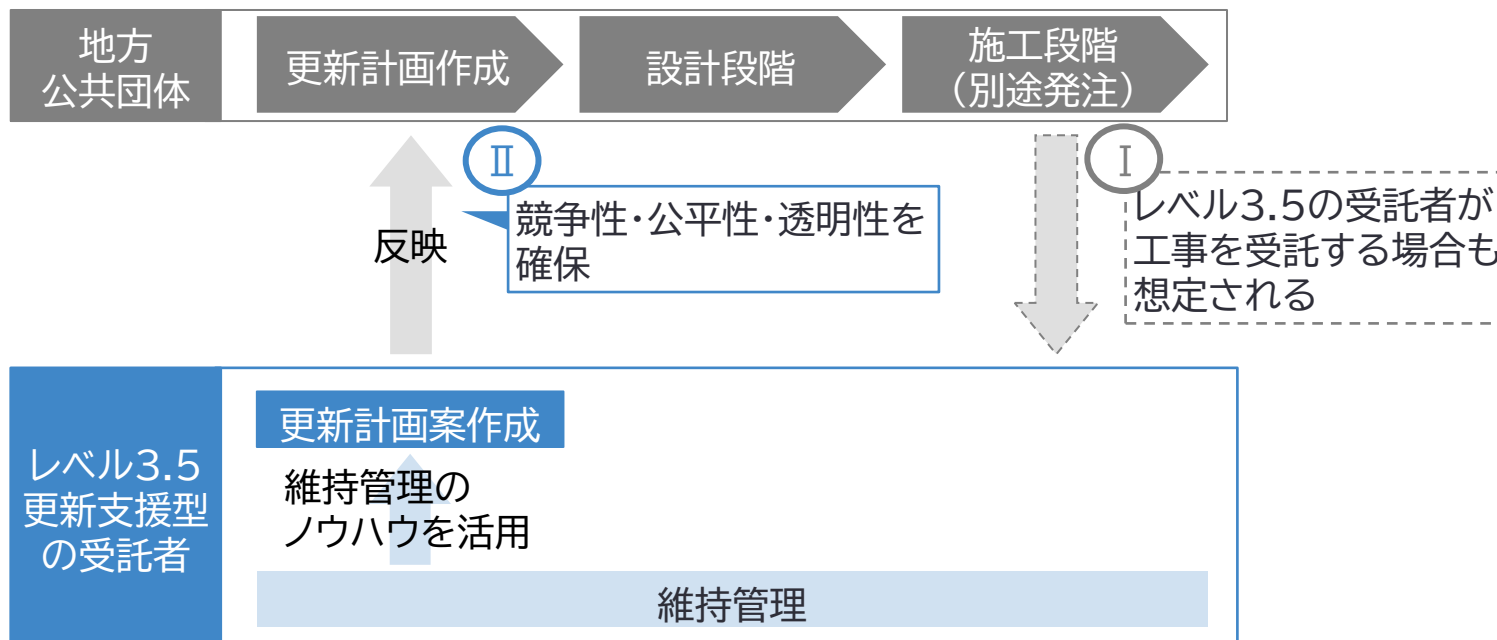 地方
公共団体
更新計画作成
設計段階
施工段階
（別途発注）
Ⅱ
Ⅰ
競争性・公平性・透明性を
確保
反映
レベル3.5の受託者が
工事を受託する場合も
想定される
レベル3.5
更新支援型
の受託者
更新計画案作成
維持管理の
ノウハウを活用
維持管理